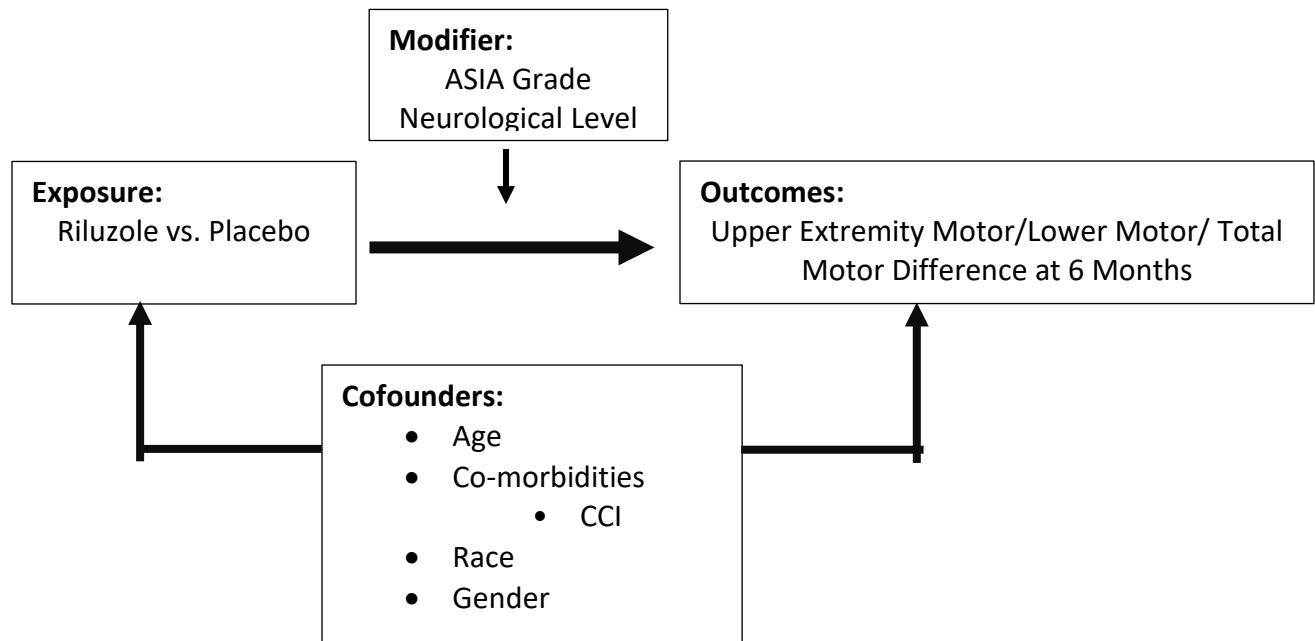 Modifier:
ASIA Grade
Neurological Level
Exposure:
Riluzole vs. Placebo
Outcomes:
Upper Extremity Motor/Lower Motor/ Total
Motor Difference at 6 Months
Cofounders:
• Age
• Co-morbidities
• CCI
• Race
• Gender